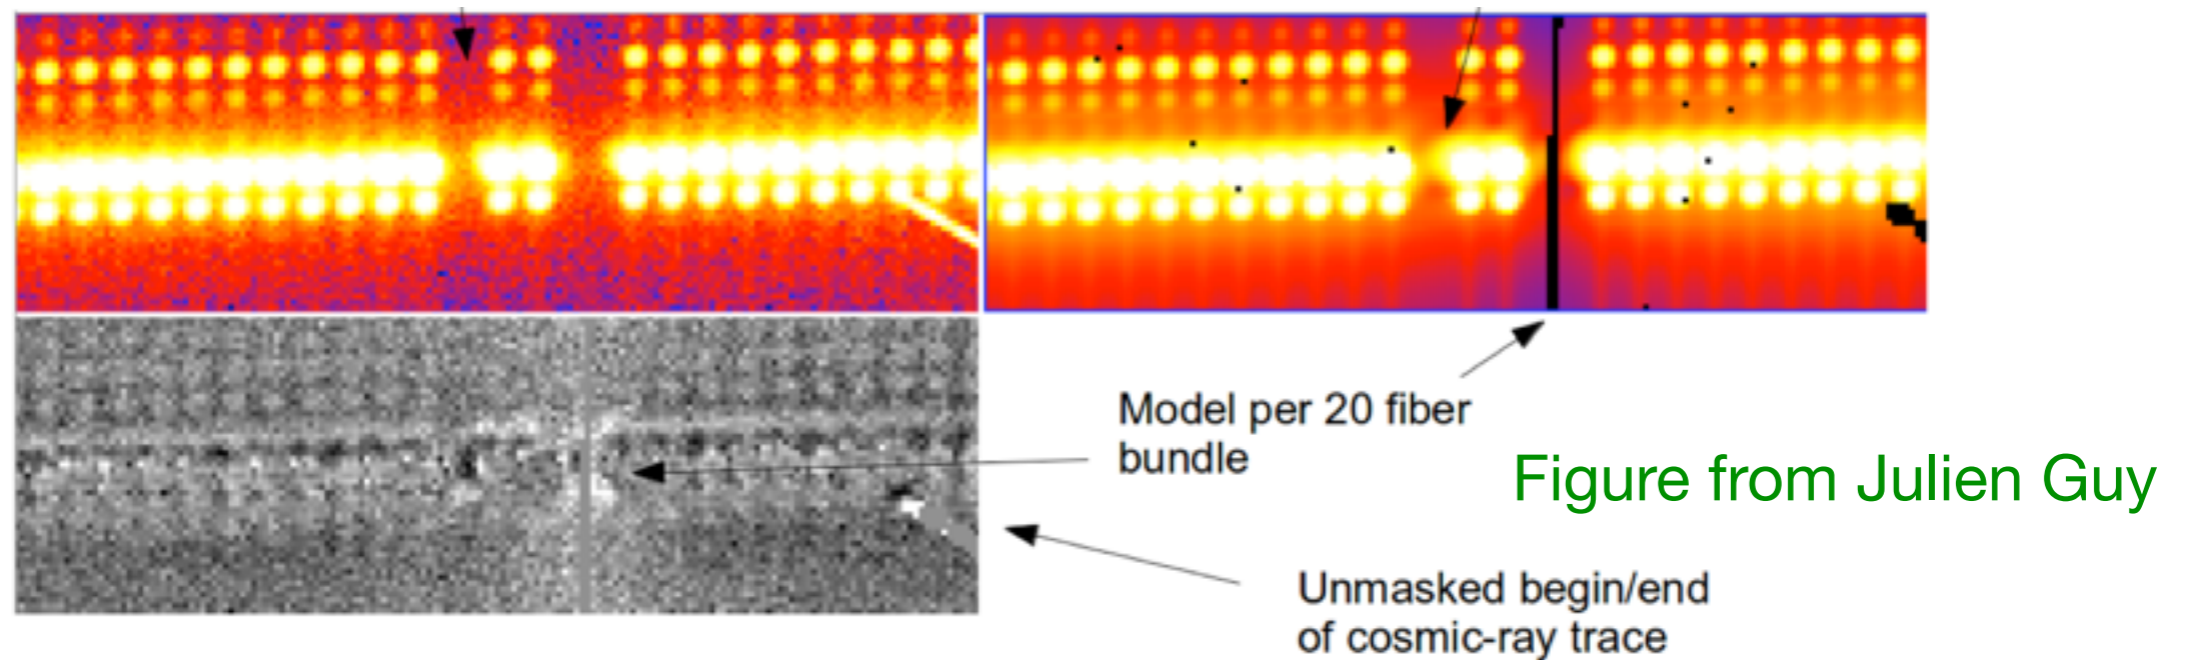 Model per 20 fiber
bundle
Figure from Julien Guy
Unmasked begin/end
of cosmic-ray trace